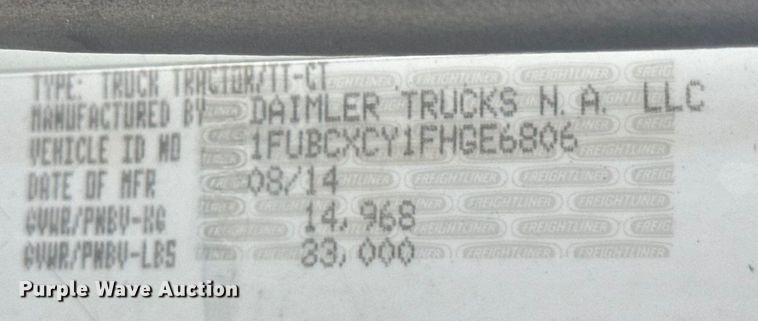 TYPE: TRUCK TRACTOR/TT-CT
MANUFACTURED BY DAIMLER TRUCKS N.A. LLC
VEHICLE ID NO 1FUBCXCY1FHGE6806
DATE OF MFR 08/14
GVWR/PNBV-KG 14,968
GVWR/PNBV-LBS 33,000
FREIGHTLINER
Purple Wave Auction